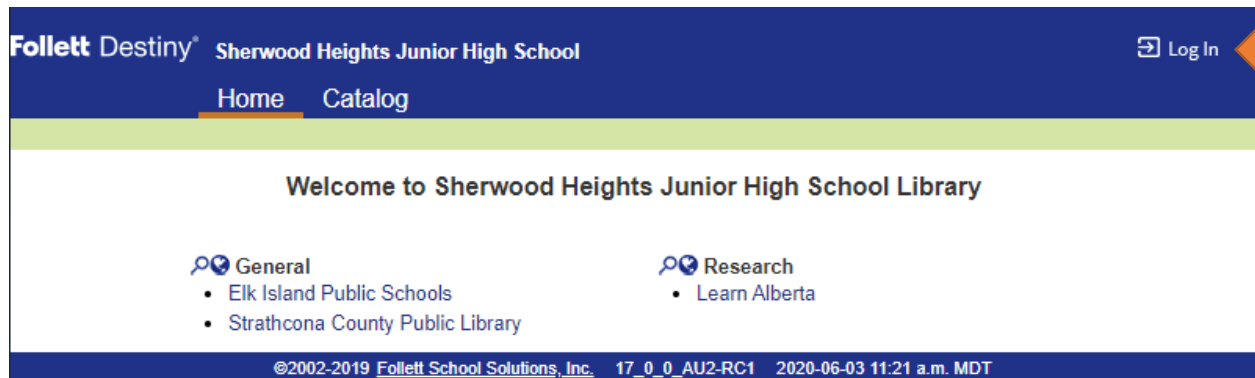 Follett Destiny® Sherwood Heights Junior High School Log In
Home Catalog
Welcome to Sherwood Heights Junior High School Library
General
• Elk Island Public Schools
• Strathcona County Public Library
Research
• Learn Alberta
©2002-2019 Follett School Solutions, Inc. 17_0_0_AU2-RC1 2020-06-03 11:21 a.m. MDT